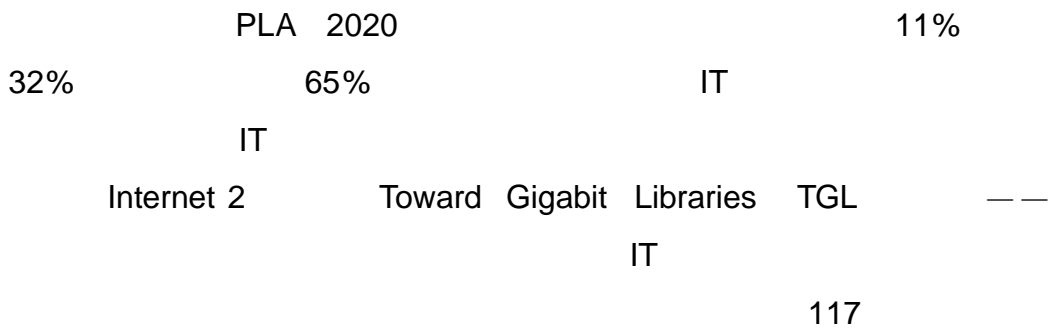 PLA 2020 11%
32% 65% IT
IT
Internet 2 Toward Gigabit Libraries TGL ——
IT
117